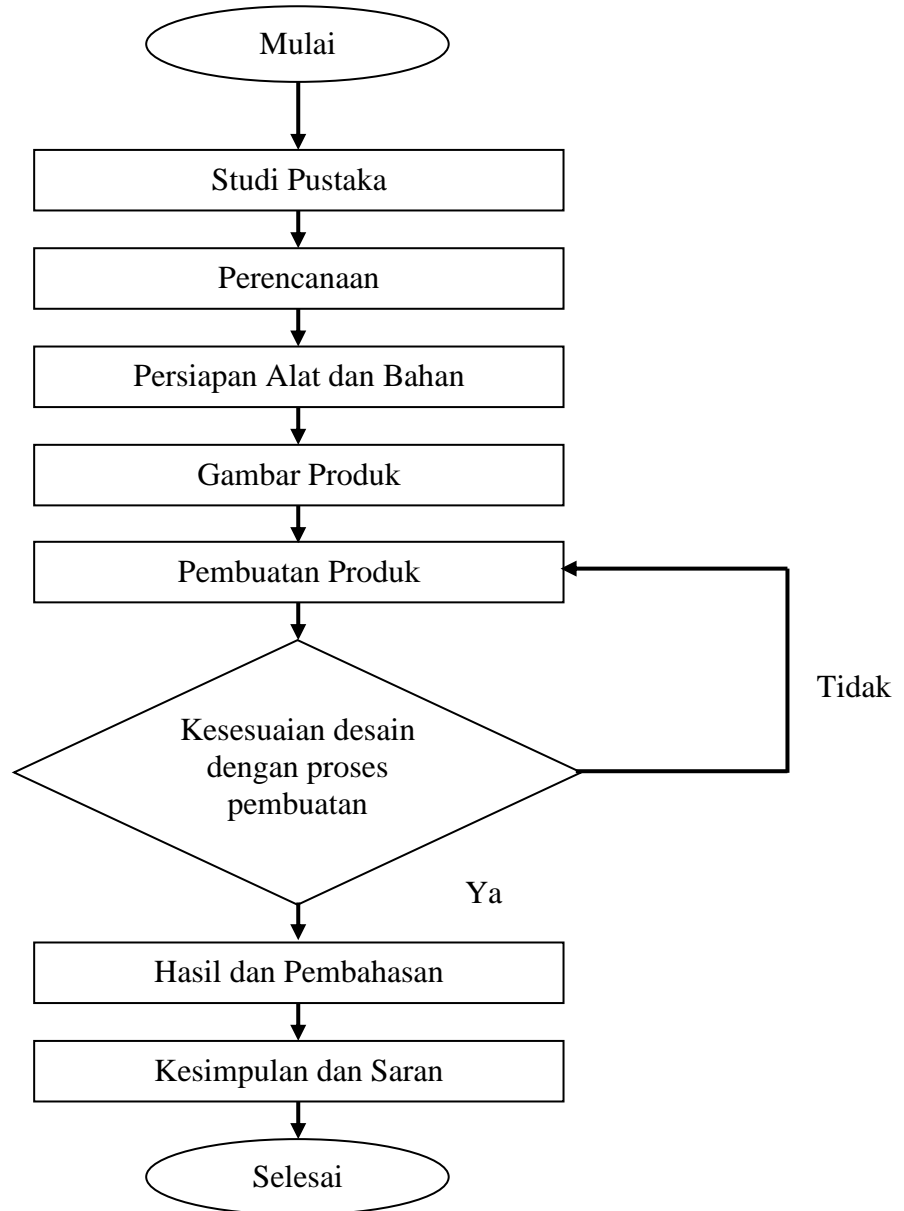 Mulai
Studi Pustaka
Perencanaan
Persiapan Alat dan Bahan
Gambar Produk
Pembuatan Produk
Tidak
Kesesuaian desain
dengan proses
pembuatan
Ya
Hasil dan Pembahasan
Kesimpulan dan Saran
Selesai